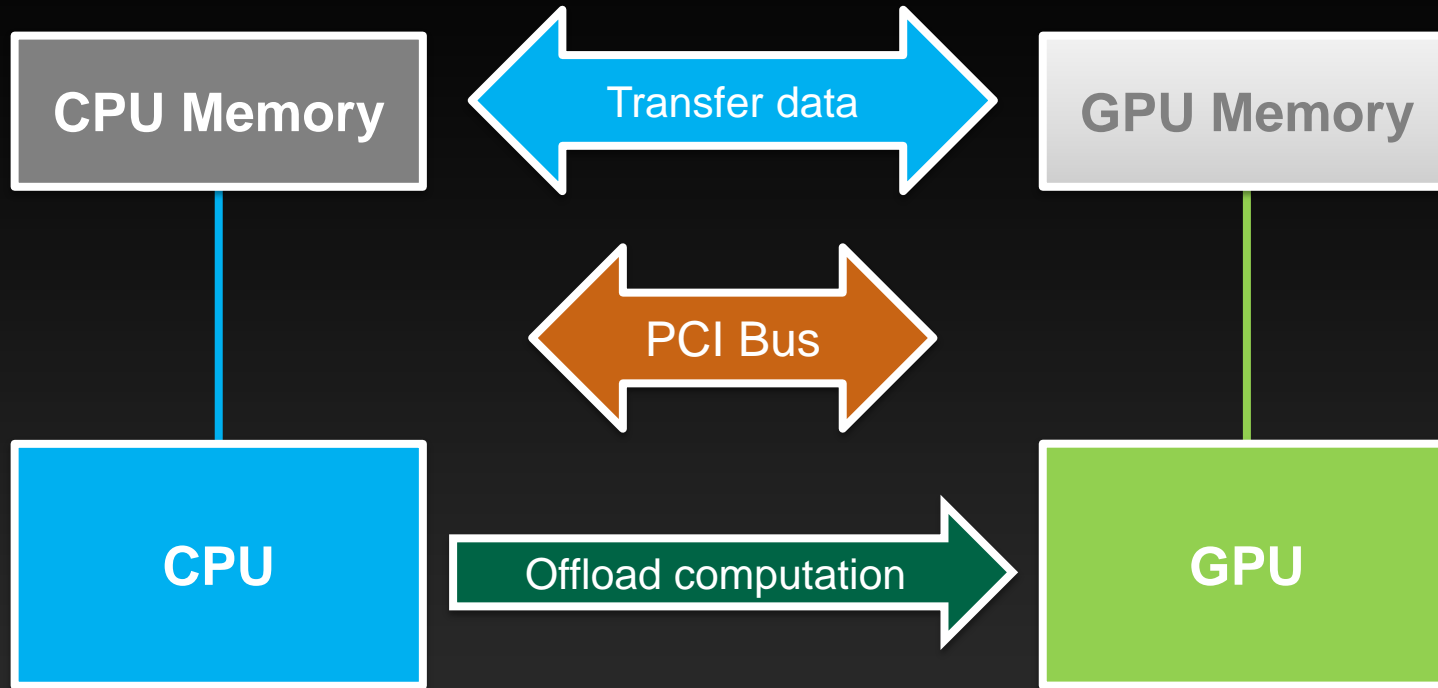 CPU Memory
Transfer data
GPU Memory
PCI Bus
CPU
Offload computation
GPU